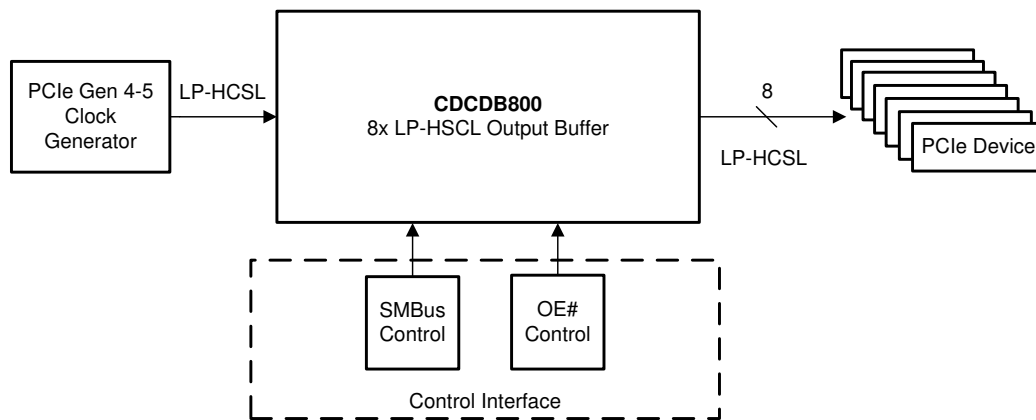 PCIe Gen 4-5
Clock
Generator
LP-HCSL
CDCDB800
8x LP-HSCL Output Buffer
8
LP-HCSL
PCIe Device
SMBus
Control
OE#
Control
Control Interface